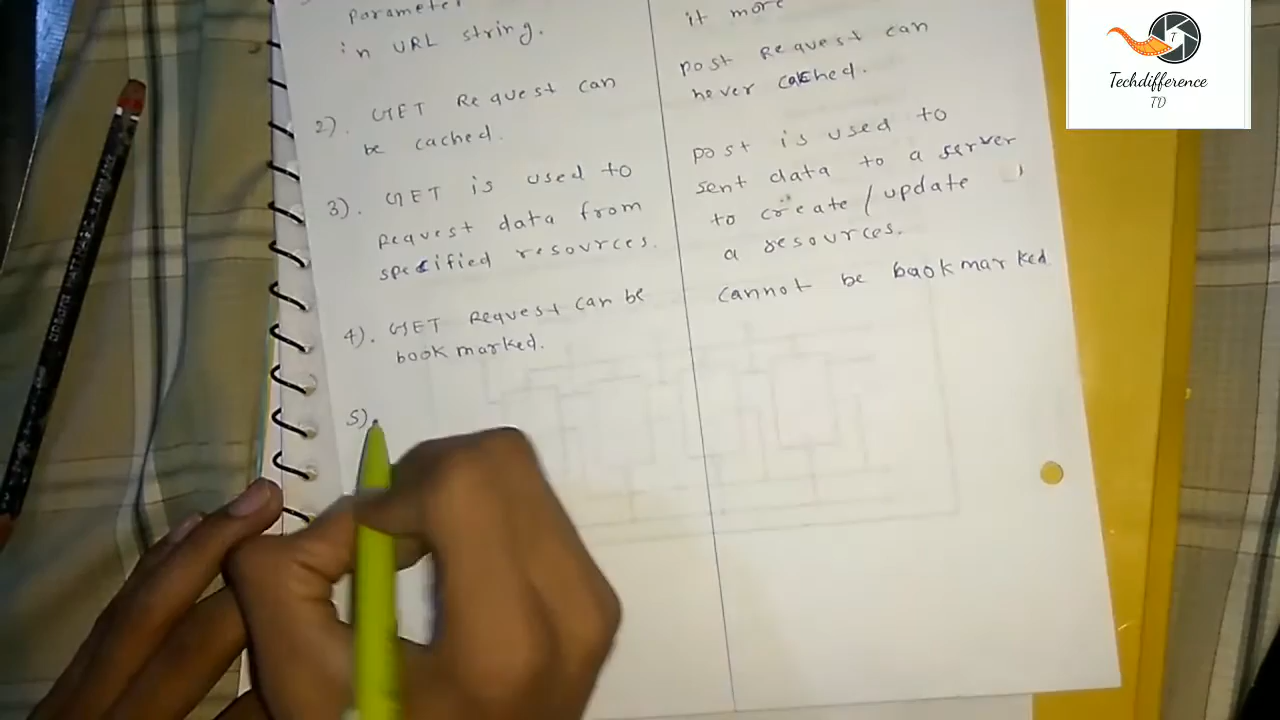 Parameter
in URL string.
2). GET Request can
be cached.
3). GET is used to
Request data from
specified resources.
4). GET Request can be
bookmarked.
5)
it more
post Request can
never cached.
post is used to
sent data to a server
to create / update
a resources.
cannot be bookmarked
T
Techdifference
TD